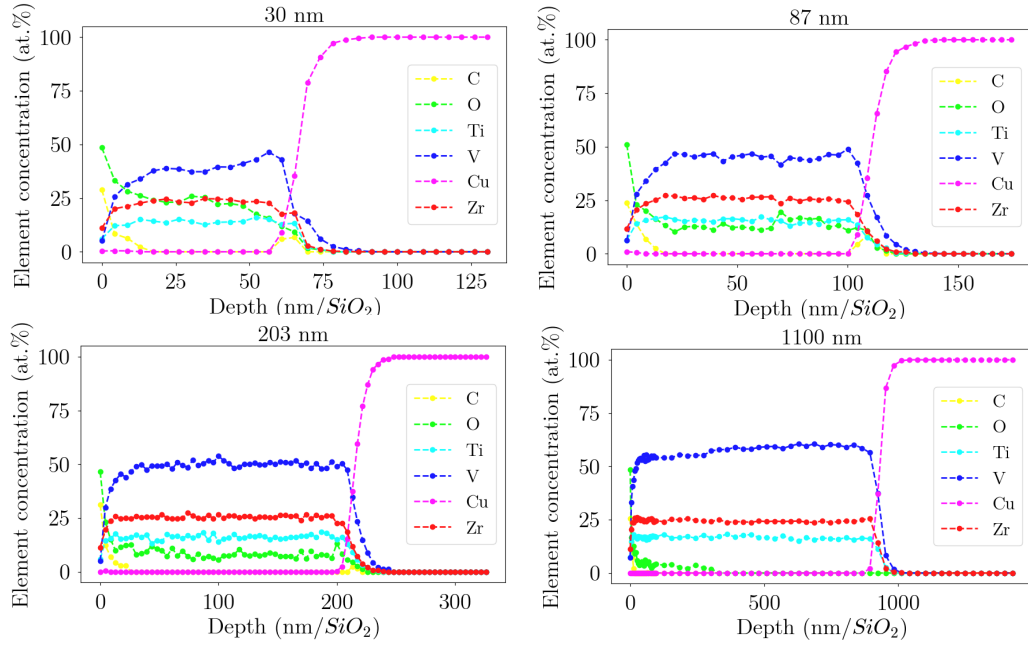 30 nm
Element concentration (at.%)
100
75
50
25
0
C
O
Ti
V
Cu
Zr
0 25 50 75 100 125
Depth (nm/SiO2)
87 nm
Element concentration (at.%)
100
75
50
25
0
C
O
Ti
V
Cu
Zr
0 50 100 150
Depth (nm/SiO2)
203 nm
Element concentration (at.%)
100
75
50
25
0
C
O
Ti
V
Cu
Zr
0 100 200 300
Depth (nm/SiO2)
1100 nm
Element concentration (at.%)
100
75
50
25
0
C
O
Ti
V
Cu
Zr
0 500 1000
Depth (nm/SiO2)